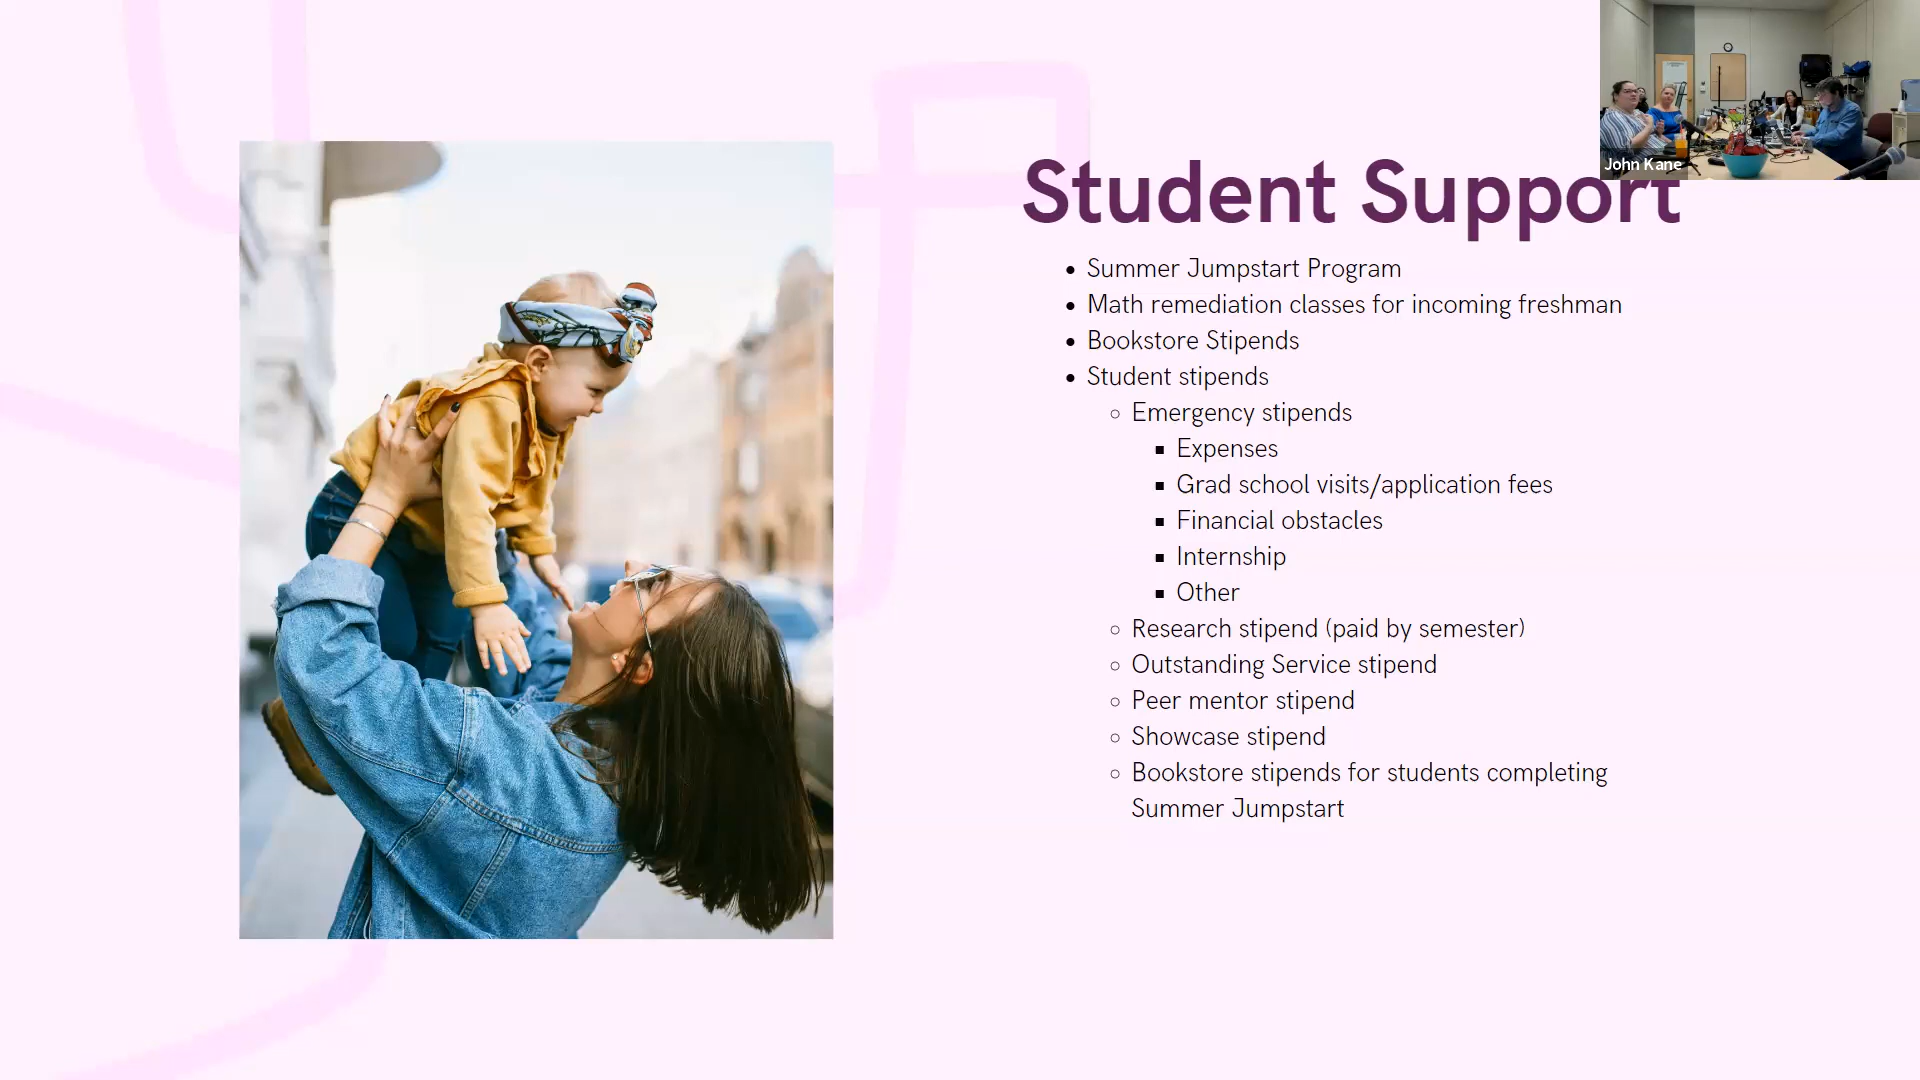 John Kane
Student Support
Summer Jumpstart Program
Math remediation classes for incoming freshman
Bookstore Stipends
Student stipends
Emergency stipends
Expenses
Grad school visits/application fees
Financial obstacles
Internship
Other
Research stipend (paid by semester)
Outstanding Service stipend
Peer mentor stipend
Showcase stipend
Bookstore stipends for students completing
Summer Jumpstart